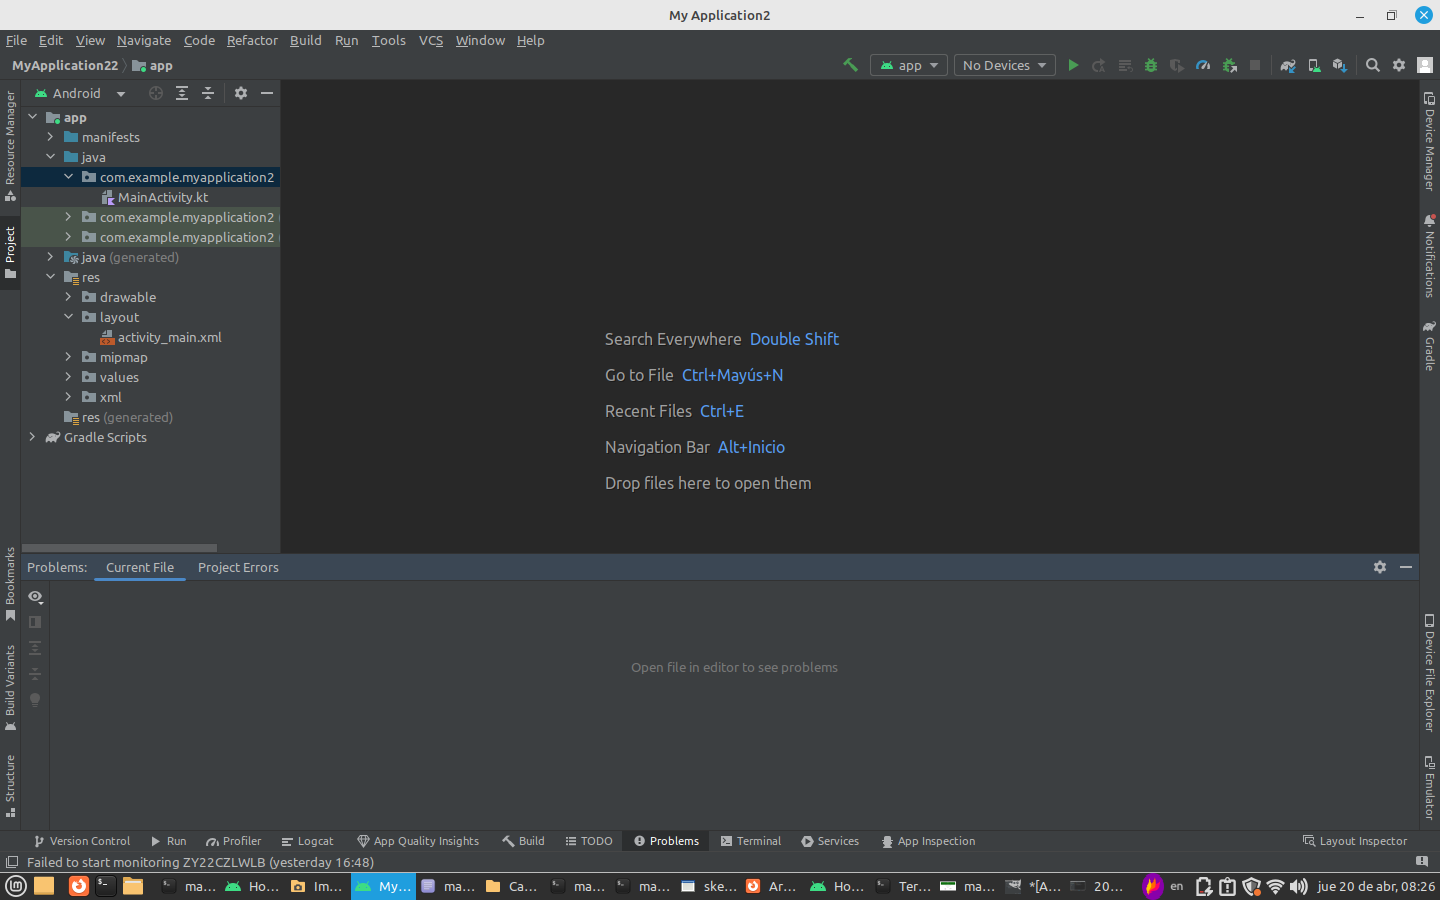 My Application2
File Edit View Navigate Code Refactor Build Run Tools VCS Window Help
MyApplication22 app
app No Devices
Android
app
manifests
java
com.example.myapplication2
MainActivity.kt
com.example.myapplication2
com.example.myapplication2
java (generated)
res
drawable
layout
activity_main.xml
mipmap
values
xml
res (generated)
Gradle Scripts
Resource Manager
Project
Bookmarks
Build Variants
Structure
Search Everywhere Double Shift
Go to File Ctrl+Mayús+N
Recent Files Ctrl+E
Navigation Bar Alt+Inicio
Drop files here to open them
Device Manager
Notifications
Gradle
Device File Explorer
Emulator
Problems: Current File Project Errors
Open file in editor to see problems
Version Control Run Profiler Logcat App Quality Insights Build TODO Problems Terminal Services App Inspection Layout Inspector
Failed to start monitoring ZY22CZLWLB (yesterday 16:48)
ma... Ho... Im... My... ma... Ca... ma... ma... ske... Ar... Ho... Ter... ma... *[A... 20... en jue 20 de abr, 08:26